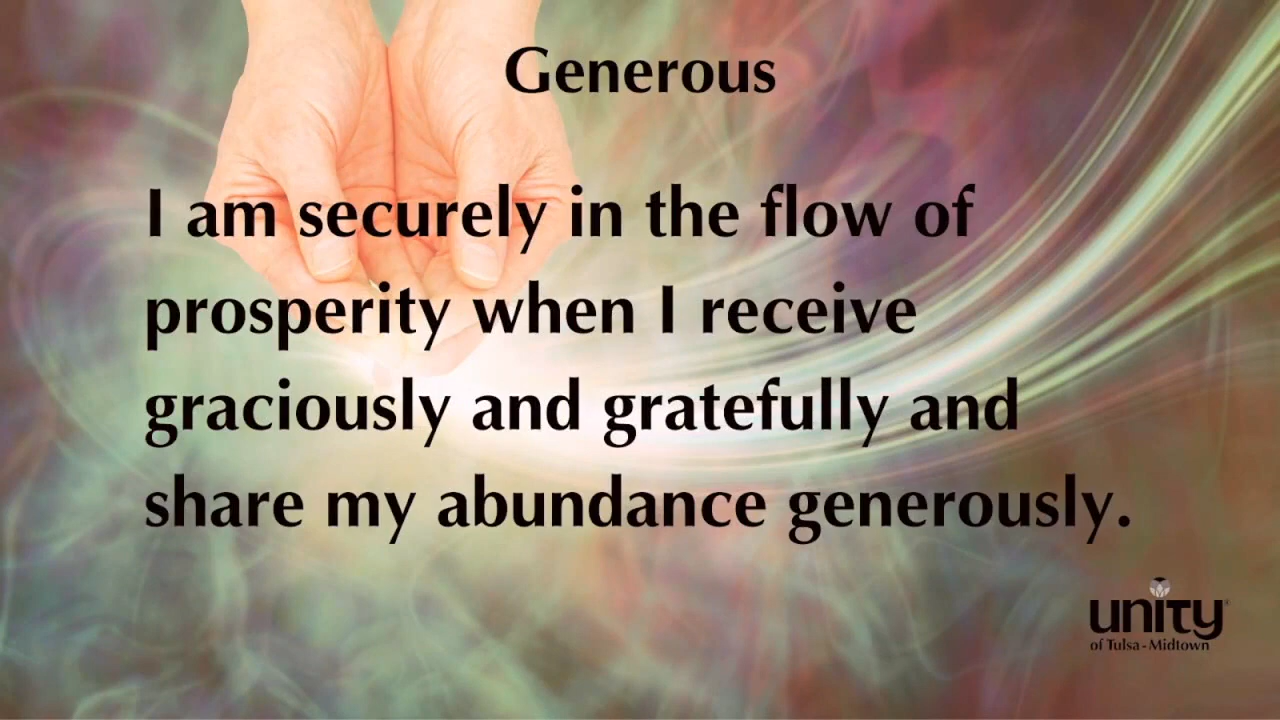 Generous
I am securely in the flow of
prosperity when I receive
graciously and gratefully and
share my abundance generously.
unity®
of Tulsa - Midtown